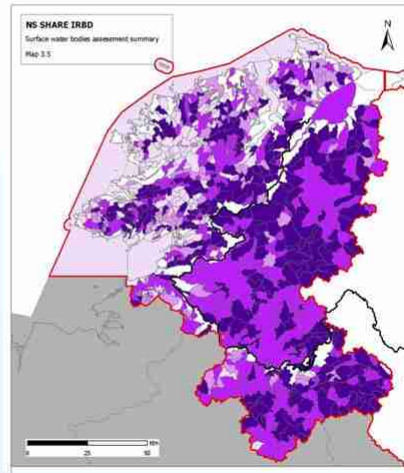 NS SHARE IRBD
Surface water bodies assessment summary
Map 3.5
N
0
25
50